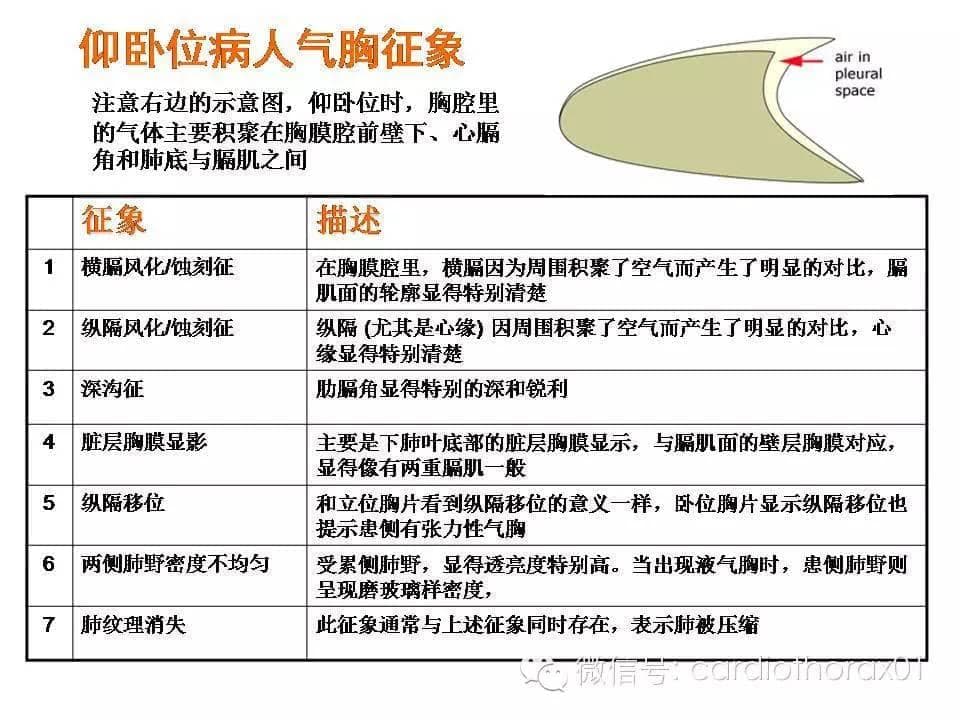 仰卧位病人气胸征象
注意右边的示意图，仰卧位时，胸腔里
的气体主要积聚在胸膜腔前壁下、心膈
角和肺底与膈肌之间
air in
pleural
space
征象 描述
1 横膈风化/蚀刻征 在胸膜腔里，横膈因为周围积聚了空气而产生了明显的对比，膈
肌面的轮廓显得特别清楚
2 纵隔风化/蚀刻征 纵隔 (尤其是心缘) 因周围积聚了空气而产生了明显的对比，心
缘显得特别清楚
3 深沟征 肋膈角显得特别的深和锐利
4 脏层胸膜显影 主要是下肺叶底部的脏层胸膜显示，与膈肌面的壁层胸膜对应，
显得像有两重膈肌一般
5 纵隔移位 和立位胸片看到纵隔移位的意义一样，卧位胸片显示纵隔移位也
提示患侧有张力性气胸
6 两侧肺野密度不均匀 受累侧肺野，显得透亮度特别高。当出现液气胸时，患侧肺野则
呈现磨玻璃样密度，
7 肺纹理消失 此征象通常与上述征象同时存在，表示肺被压缩
微信号: cardiothorax01